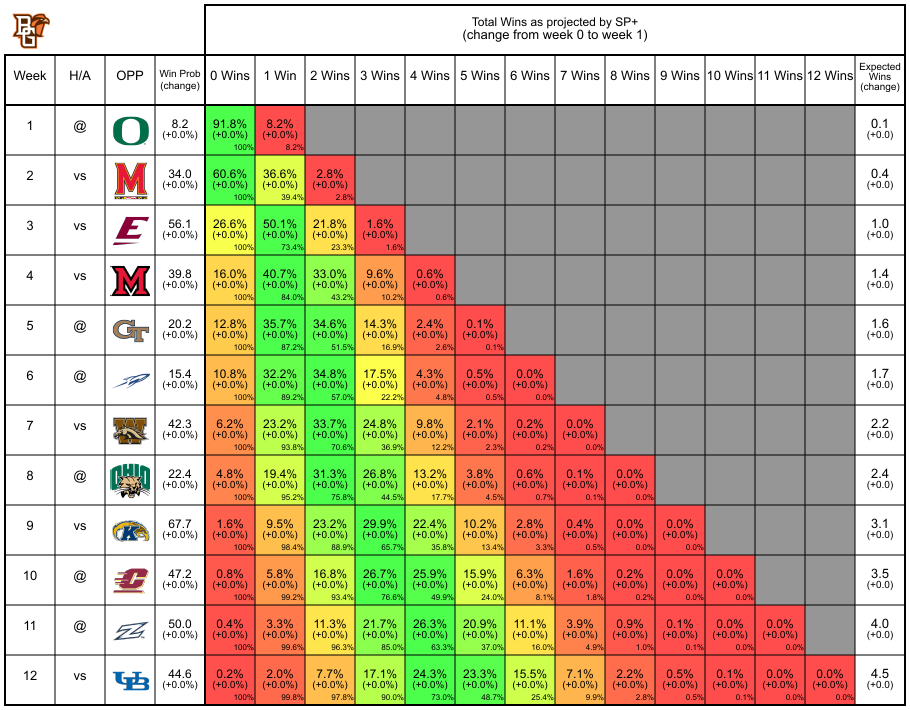 BG
Total Wins as projected by SP+
(change from week 0 to week 1)
Week H/A OPP Win Prob (change) 0 Wins 1 Win 2 Wins 3 Wins 4 Wins 5 Wins 6 Wins 7 Wins 8 Wins 9 Wins 10 Wins 11 Wins 12 Wins Expected Wins (change)
1 @ O 8.2 91.8% 8.2% 0.1
(+0.0%) (+0.0%) (+0.0%) (+0.0)
100% 8.2%
2 vs M 34.0 60.6% 36.6% 2.8% 0.4
(+0.0%) (+0.0%) (+0.0%) (+0.0%) (+0.0)
100% 39.4% 2.8%
3 vs E 56.1 26.6% 50.1% 21.8% 1.6% 1.0
(+0.0%) (+0.0%) (+0.0%) (+0.0%) (+0.0%) (+0.0)
100% 73.4% 23.3% 1.6%
4 vs M 39.8 16.0% 40.7% 33.0% 9.6% 0.6% 1.4
(+0.0%) (+0.0%) (+0.0%) (+0.0%) (+0.0%) (+0.0%) (+0.0)
100% 84.0% 43.2% 10.2% 0.6%
5 @ GT 20.2 12.8% 35.7% 34.6% 14.3% 2.4% 0.1% 1.6
(+0.0%) (+0.0%) (+0.0%) (+0.0%) (+0.0%) (+0.0%) (+0.0%) (+0.0)
100% 87.2% 51.5% 16.9% 2.6% 0.1%
6 @ 15.4 10.8% 32.2% 34.8% 17.5% 4.3% 0.5% 0.0% 1.7
(+0.0%) (+0.0%) (+0.0%) (+0.0%) (+0.0%) (+0.0%) (+0.0%) (+0.0%) (+0.0)
100% 89.2% 57.0% 22.2% 4.8% 0.5% 0.0%
7 vs W 42.3 6.2% 23.2% 33.7% 24.8% 9.8% 2.1% 0.2% 0.0% 2.2
(+0.0%) (+0.0%) (+0.0%) (+0.0%) (+0.0%) (+0.0%) (+0.0%) (+0.0%) (+0.0%) (+0.0)
100% 93.8% 70.6% 36.9% 12.2% 2.3% 0.2% 0.0%
8 @ OHIO 22.4 4.8% 19.4% 31.3% 26.8% 13.2% 3.8% 0.6% 0.1% 0.0% 2.4
(+0.0%) (+0.0%) (+0.0%) (+0.0%) (+0.0%) (+0.0%) (+0.0%) (+0.0%) (+0.0%) (+0.0%) (+0.0)
100% 95.2% 75.8% 44.5% 17.7% 4.5% 0.7% 0.1% 0.0%
9 vs K 67.7 1.6% 9.5% 23.2% 29.9% 22.4% 10.2% 2.8% 0.4% 0.0% 0.0% 3.1
(+0.0%) (+0.0%) (+0.0%) (+0.0%) (+0.0%) (+0.0%) (+0.0%) (+0.0%) (+0.0%) (+0.0%) (+0.0%) (+0.0)
100% 98.4% 88.9% 65.7% 35.8% 13.4% 3.3% 0.5% 0.0% 0.0%
10 @ C 47.2 0.8% 5.8% 16.8% 26.7% 25.9% 15.9% 6.3% 1.6% 0.2% 0.0% 0.0% 3.5
(+0.0%) (+0.0%) (+0.0%) (+0.0%) (+0.0%) (+0.0%) (+0.0%) (+0.0%) (+0.0%) (+0.0%) (+0.0%) (+0.0%) (+0.0)
100% 99.2% 93.4% 76.6% 49.9% 24.0% 8.1% 1.8% 0.2% 0.0% 0.0%
11 @ 50.0 0.4% 3.3% 11.3% 21.7% 26.3% 20.9% 11.1% 3.9% 0.9% 0.1% 0.0% 0.0% 4.0
(+0.0%) (+0.0%) (+0.0%) (+0.0%) (+0.0%) (+0.0%) (+0.0%) (+0.0%) (+0.0%) (+0.0%) (+0.0%) (+0.0%) (+0.0%) (+0.0)
100% 99.6% 96.3% 85.0% 63.3% 37.0% 16.0% 4.9% 1.0% 0.1% 0.0% 0.0%
12 vs UB 44.6 0.2% 2.0% 7.7% 17.1% 24.3% 23.3% 15.5% 7.1% 2.2% 0.5% 0.1% 0.0% 0.0% 4.5
(+0.0%) (+0.0%) (+0.0%) (+0.0%) (+0.0%) (+0.0%) (+0.0%) (+0.0%) (+0.0%) (+0.0%) (+0.0%) (+0.0%) (+0.0%) (+0.0%) (+0.0)
100% 99.8% 97.8% 90.0% 73.0% 48.7% 25.4% 9.9% 2.8% 0.5% 0.1% 0.0% 0.0%